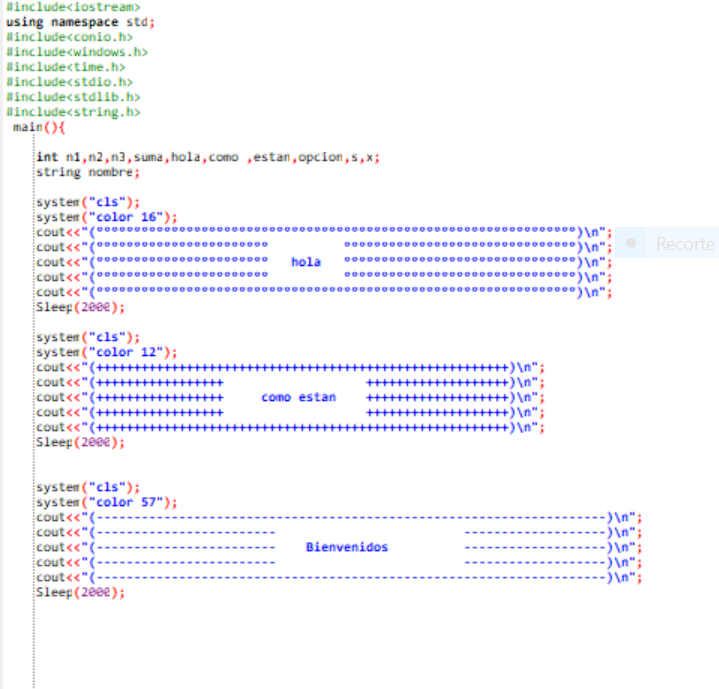 #include<iostream>
using namespace std;
#include<conio.h>
#include<windows.h>
#include<time.h>
#include<stdio.h>
#include<stdlib.h>
#include<string.h>
main(){
int n1,n2,n3,suma,hola,como ,estan,opcion,s,x;
string nombre;
system("cls");
system("color 16");
cout<<"(°°°°°°°°°°°°°°°°°°°°°°°°°°°°°°°°°°°°°°°°°°°°°°°°°°°°°°°°°°°°°°°°)\n";
cout<<"(°°°°°°°°°°°°°°°°°°°°°°°          °°°°°°°°°°°°°°°°°°°°°°°°°°°°°°°)\n";
cout<<"(°°°°°°°°°°°°°°°°°°°°°°°   hola   °°°°°°°°°°°°°°°°°°°°°°°°°°°°°°°)\n";
cout<<"(°°°°°°°°°°°°°°°°°°°°°°°          °°°°°°°°°°°°°°°°°°°°°°°°°°°°°°°)\n";
cout<<"(°°°°°°°°°°°°°°°°°°°°°°°°°°°°°°°°°°°°°°°°°°°°°°°°°°°°°°°°°°°°°°°°)\n";
Sleep(2000);
Recorte
system("cls");
system("color 12");
cout<<"(+++++++++++++++++++++++++++++++++++++++++++++++++++++++)\n";
cout<<"(+++++++++++++++++                   +++++++++++++++++++)\n";
c<<"(+++++++++++++++++     como mo       ++++++++++++++++++)\n";
cout<<"(+++++++++++++++++                   ++++++++++++++++++)\n";
cout<<"(+++++++++++++++++++++++++++++++++++++++++++++++++++++++)\n";
Sleep(2000);
system("cls");
system("color 57");
cout<<"(--------------------------------------------------------------------)\n";
cout<<"(------------------------                         -------------------)\n";
cout<<"(------------------------    Bienvenidos          -------------------)\n";
cout<<"(------------------------                         -------------------)\n";
cout<<"(--------------------------------------------------------------------)\n";
Sleep(2000);